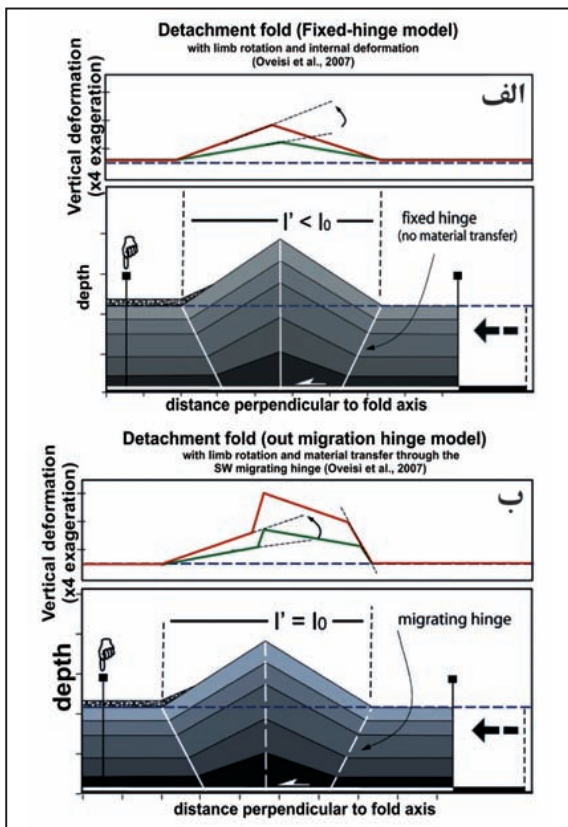 Detachment fold (Fixed-hinge model)
with limb rotation and internal deformation
(Oveisi et al., 2007)
الف
Vertical deformation
(x4 exageration)
l' < l₀
fixed hinge
(no material transfer)
depth
distance perpendicular to fold axis
Detachment fold (out migration hinge model)
with limb rotation and material transfer through the
SW migrating hinge (Oveisi et al., 2007)
ب
Vertical deformation
(x4 exageration)
l' = l₀
migrating hinge
depth
distance perpendicular to fold axis